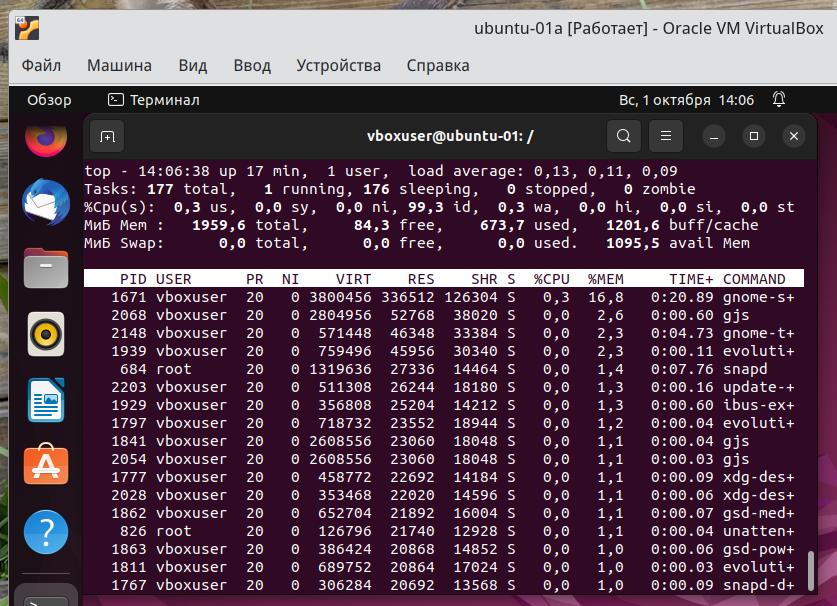 ubuntu-01a [Работает] - Oracle VM VirtualBox
Файл Машина Вид Ввод Устройства Справка
Обзор Терминал Вс, 1 октября 14:06
vboxuser@ubuntu-01: /
top - 14:06:38 up 17 min,  1 user,  load average: 0,13, 0,11, 0,09
Tasks: 177 total,   1 running, 176 sleeping,   0 stopped,   0 zombie
%Cpu(s):  0,3 us,  0,0 sy,  0,0 ni, 99,3 id,  0,3 wa,  0,0 hi,  0,0 si,  0,0 st
МиБ Mem :   1959,6 total,     84,3 free,    673,7 used,   1201,6 buff/cache
МиБ Swap:      0,0 total,      0,0 free,      0,0 used.   1095,5 avail Mem
PID USER      PR  NI    VIRT    RES    SHR S  %CPU  %MEM     TIME+ COMMAND
1671 vboxuser  20   0 3800456 336512 126304 S   0,3  16,8   0:20.89 gnome-s+
2068 vboxuser  20   0 2804956  52768  38020 S   0,0   2,6   0:00.60 gjs
2148 vboxuser  20   0  571448  46348  33384 S   0,0   2,3   0:04.73 gnome-t+
1939 vboxuser  20   0  759496  45956  30340 S   0,0   2,3   0:00.11 evoluti+
684 root      20   0 1319636  27336  14464 S   0,0   1,4   0:07.76 snapd
2203 vboxuser  20   0  511308  26244  18180 S   0,0   1,3   0:00.16 update-+
1929 vboxuser  20   0  356808  25204  14212 S   0,0   1,3   0:00.60 ibus-ex+
1797 vboxuser  20   0  718732  23552  18944 S   0,0   1,2   0:00.04 evoluti+
1841 vboxuser  20   0 2608556  23060  18048 S   0,0   1,1   0:00.04 gjs
2054 vboxuser  20   0 2608556  23060  18048 S   0,0   1,1   0:00.03 gjs
1777 vboxuser  20   0  458772  22692  14184 S   0,0   1,1   0:00.09 xdg-des+
2028 vboxuser  20   0  353468  22020  14596 S   0,0   1,1   0:00.06 xdg-des+
1862 vboxuser  20   0  652704  21892  16004 S   0,0   1,1   0:00.07 gsd-med+
826 root      20   0  126796  21740  12928 S   0,0   1,1   0:00.04 unatten+
1863 vboxuser  20   0  386424  20868  14852 S   0,0   1,0   0:00.06 gsd-pow+
1811 vboxuser  20   0  689752  20864  17024 S   0,0   1,0   0:00.03 evoluti+
1767 vboxuser  20   0  306284  20692  13568 S   0,0   1,0   0:00.09 snapd-d+